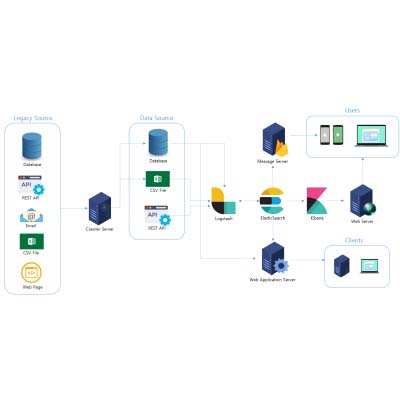 Legacy Source
Database
API
REST API
Email
CSV File
Web Page
Crawler Server
Data Source
Database
CSV File
API
REST API
Logstash
Message Server
ElasticSearch
Kibana
Web Application Server
Users
Web Server
Clients